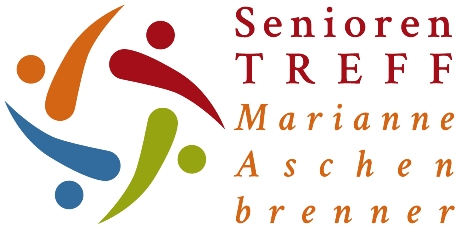 Senioren
TREFF
Marianne
Aschen
brenner